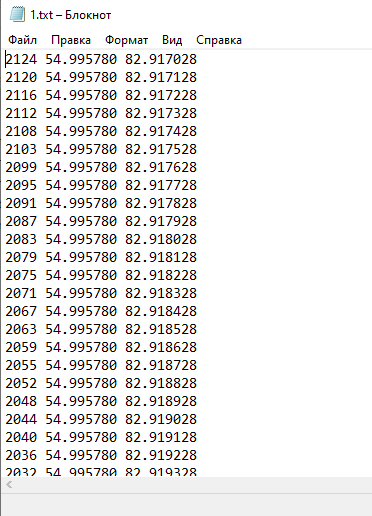 1.txt – Блокнот
Файл Правка Формат Вид Справка
2124 54.995780 82.917028
2120 54.995780 82.917128
2116 54.995780 82.917228
2112 54.995780 82.917328
2108 54.995780 82.917428
2103 54.995780 82.917528
2099 54.995780 82.917628
2095 54.995780 82.917728
2091 54.995780 82.917828
2087 54.995780 82.917928
2083 54.995780 82.918028
2079 54.995780 82.918128
2075 54.995780 82.918228
2071 54.995780 82.918328
2067 54.995780 82.918428
2063 54.995780 82.918528
2059 54.995780 82.918628
2055 54.995780 82.918728
2052 54.995780 82.918828
2048 54.995780 82.918928
2044 54.995780 82.919028
2040 54.995780 82.919128
2036 54.995780 82.919228
2032 54.995780 82.919328